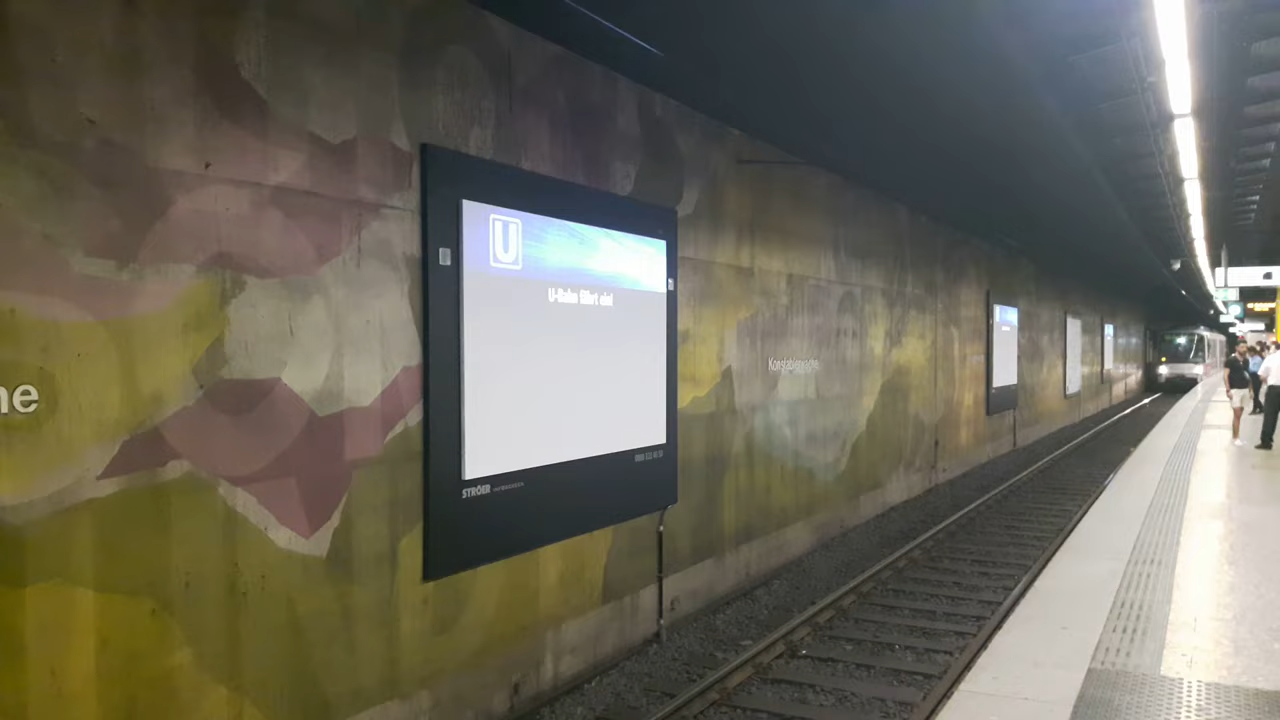 ne
U
U-Bahn fährt ein!
STRÖER
Konstablerwache